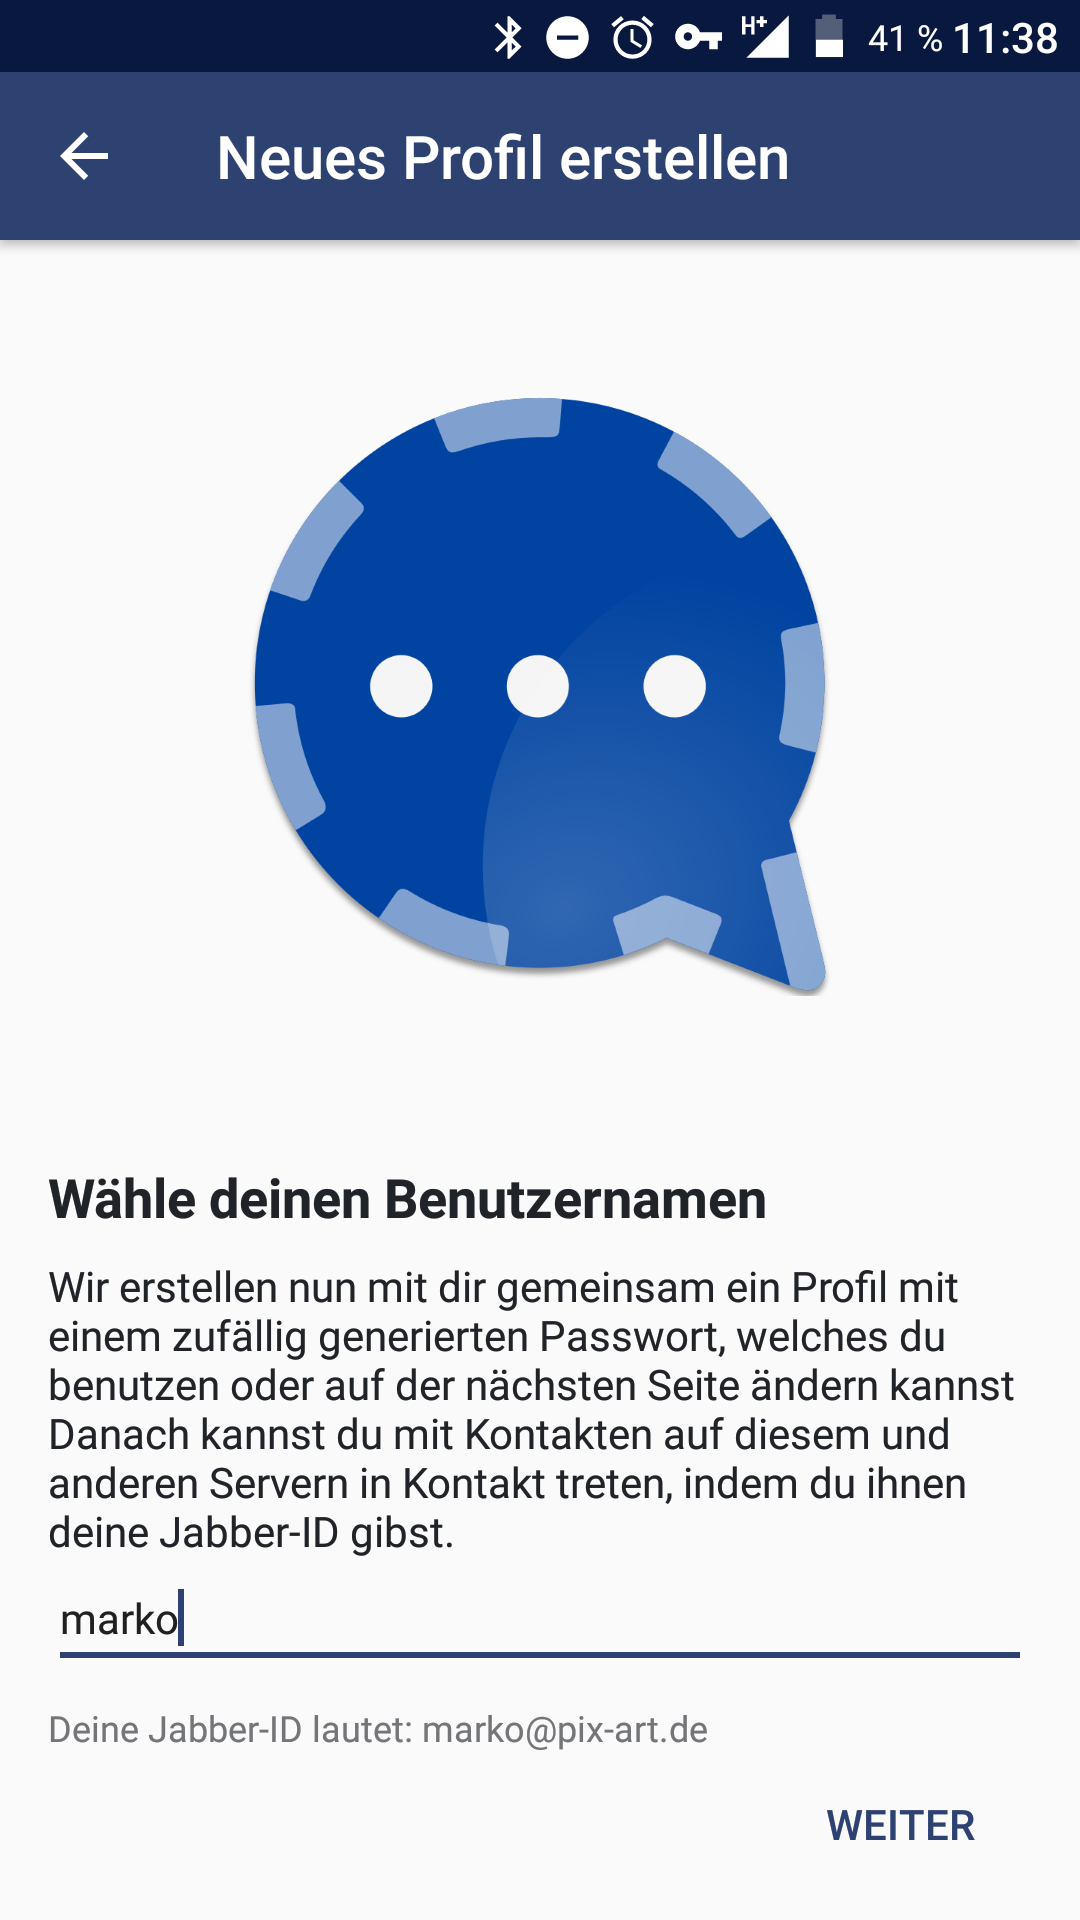 H+ 41 % 11:38
Neues Profil erstellen
Wähle deinen Benutzernamen
Wir erstellen nun mit dir gemeinsam ein Profil mit
einem zufällig generierten Passwort, welches du
benutzen oder auf der nächsten Seite ändern kannst
Danach kannst du mit Kontakten auf diesem und
anderen Servern in Kontakt treten, indem du ihnen
deine Jabber-ID gibst.
marko
Deine Jabber-ID lautet: marko@pix-art.de
WEITER